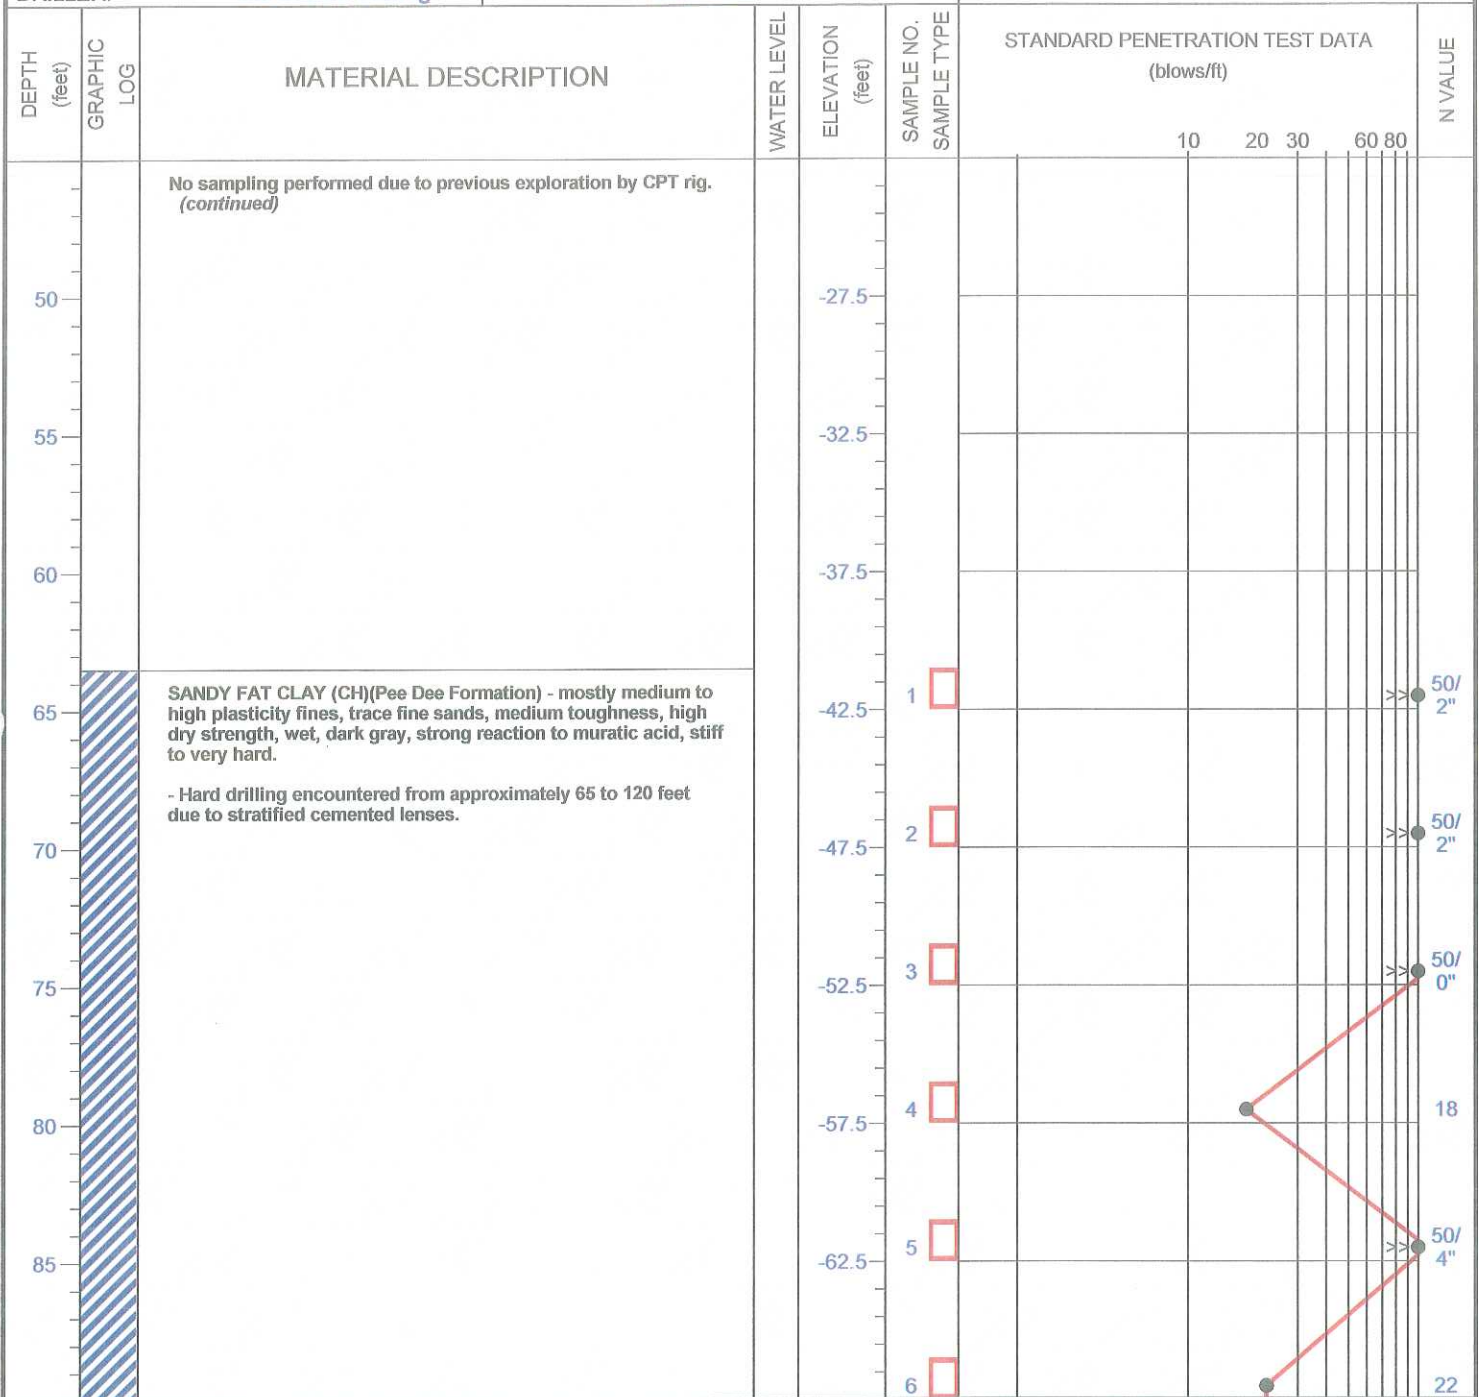 DEPTH
(feet)
GRAPHIC
LOG
MATERIAL DESCRIPTION
WATER LEVEL
ELEVATION
(feet)
SAMPLE NO.
SAMPLE TYPE
STANDARD PENETRATION TEST DATA
(blows/ft)
N VALUE
10 20 30 60 80
No sampling performed due to previous exploration by CPT rig.
(continued)
50 -27.5
55 -32.5
60 -37.5
SANDY FAT CLAY (CH)(Pee Dee Formation) - mostly medium to
high plasticity fines, trace fine sands, medium toughness, high
dry strength, wet, dark gray, strong reaction to muratic acid, stiff
to very hard.
- Hard drilling encountered from approximately 65 to 120 feet
due to stratified cemented lenses.
1 >> 50/
2"
65 -42.5
2 >> 50/
2"
70 -47.5
3 >> 50/
0"
75 -52.5
4 18
80 -57.5
5 >> 50/
4"
85 -62.5
6 22